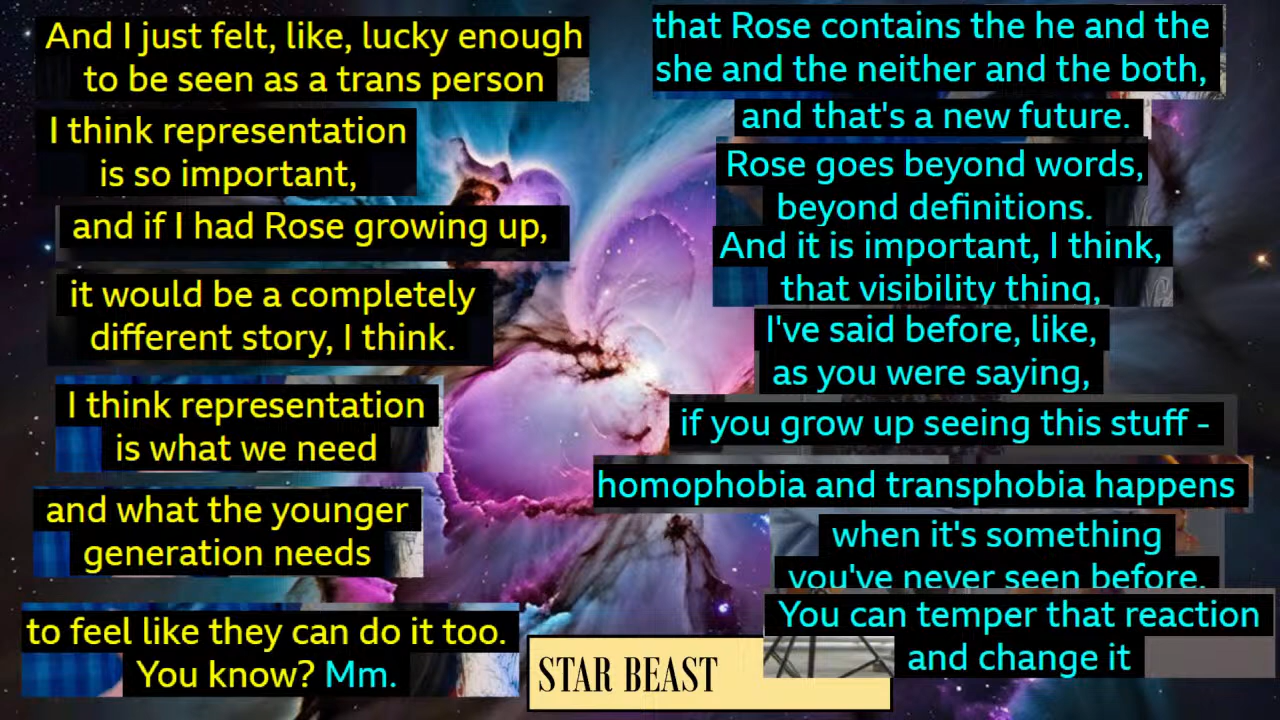 And I just felt, like, lucky enough
to be seen as a trans person
I think representation
is so important,
and if I had Rose growing up,
it would be a completely
different story, I think.
I think representation
is what we need
and what the younger
generation needs
to feel like they can do it too.
You know? Mm.
that Rose contains the he and the
she and the neither and the both,
and that's a new future.
Rose goes beyond words,
beyond definitions.
And it is important, I think,
that visibility thing,
I've said before, like,
as you were saying,
if you grow up seeing this stuff -
homophobia and transphobia happens
when it's something
you've never seen before.
You can temper that reaction
and change it
STAR BEAST